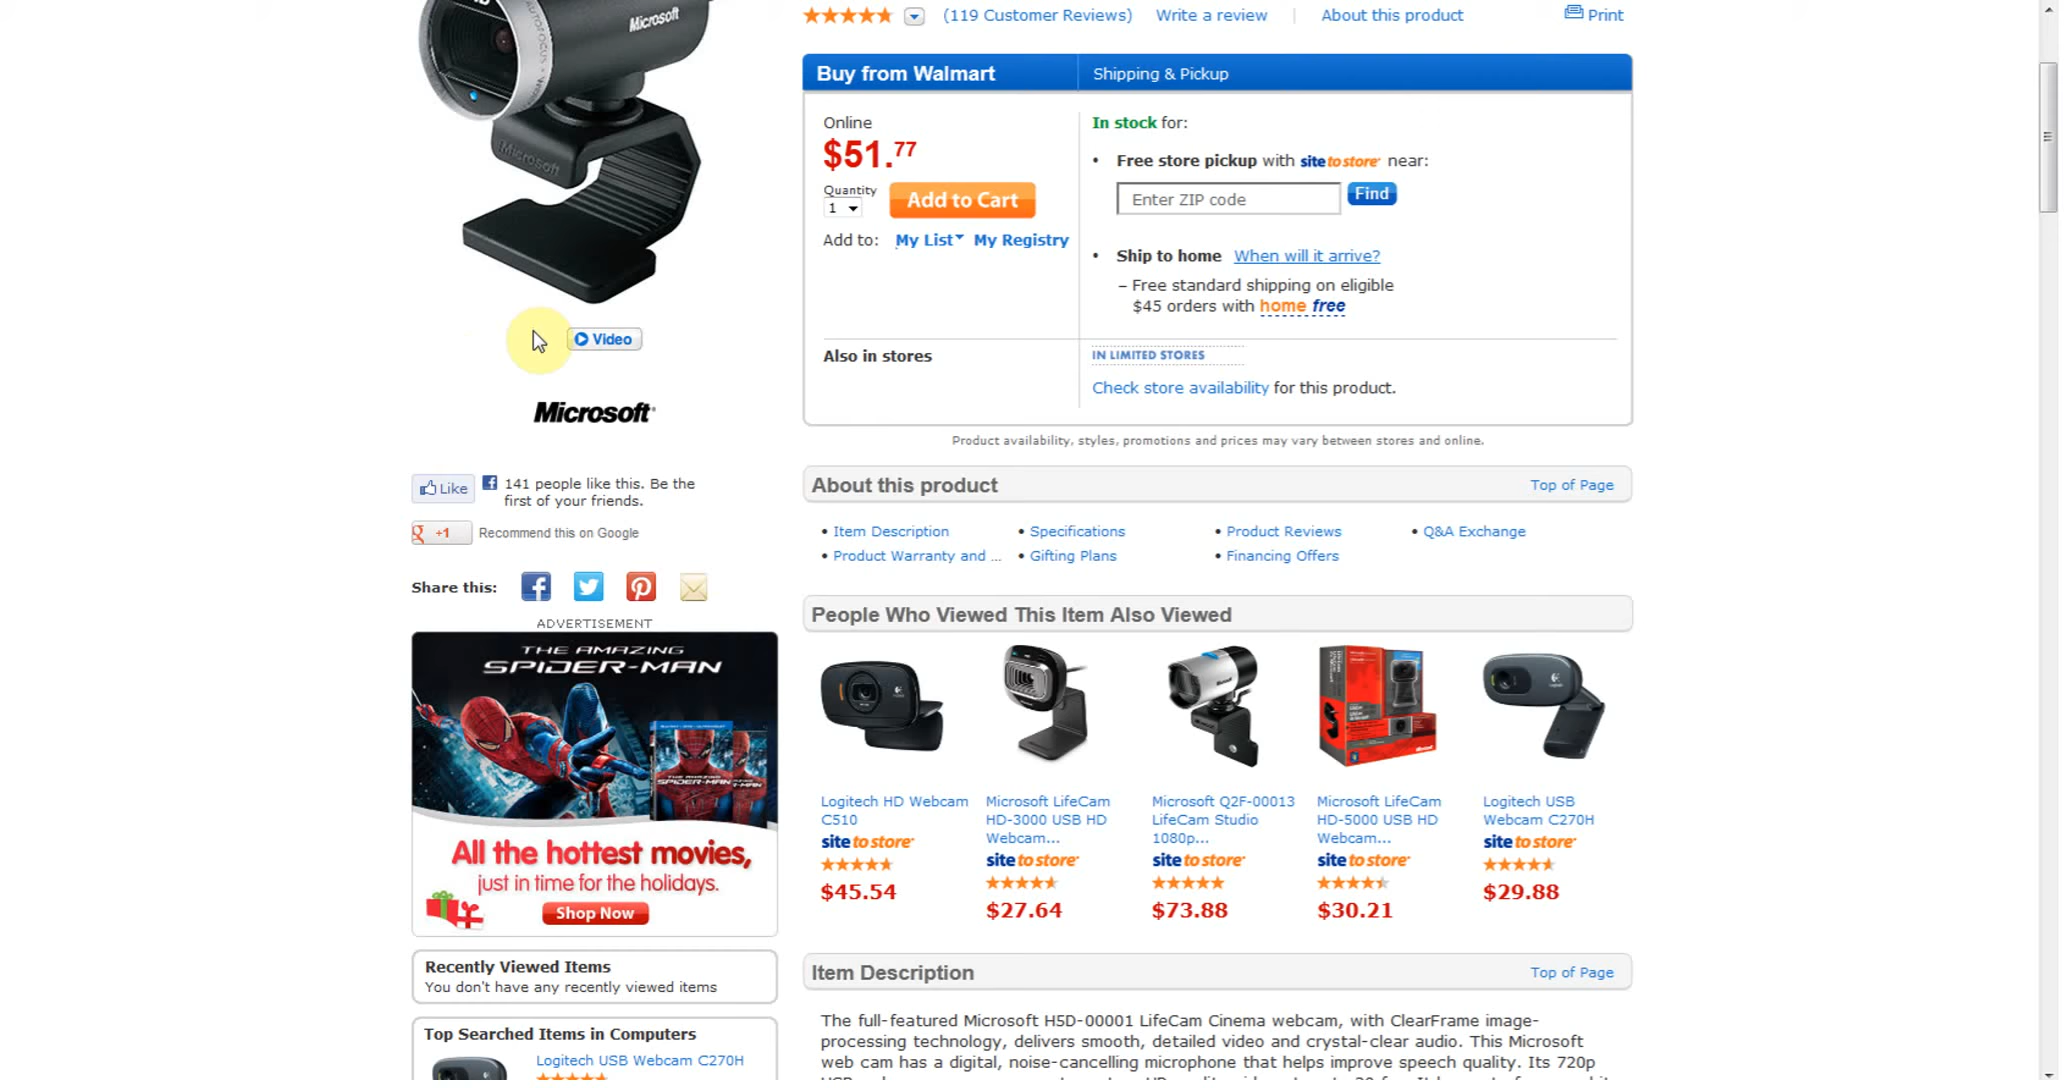 Microsoft
AUTOFOCUS
Microsoft
(119 Customer Reviews)
Write a review
About this product
Print
Buy from Walmart
Shipping & Pickup
Online
$51.77
Quantity
1
Add to Cart
Add to:
My List
My Registry
In stock for:
• Free store pickup with site to store near:
Enter ZIP code
Find
• Ship to home When will it arrive?
– Free standard shipping on eligible
$45 orders with home free
Also in stores
IN LIMITED STORES
Check store availability for this product.
Video
Microsoft
Product availability, styles, promotions and prices may vary between stores and online.
Like
141 people like this. Be the
first of your friends.
+1
Recommend this on Google
Share this:
About this product
Top of Page
• Item Description
• Specifications
• Product Reviews
• Q&A Exchange
• Product Warranty and ...
• Gifting Plans
• Financing Offers
People Who Viewed This Item Also Viewed
Logitech HD Webcam
C510
site to store
$45.54
Microsoft LifeCam
HD-3000 USB HD
Webcam...
site to store
$27.64
Microsoft Q2F-00013
LifeCam Studio
1080p...
site to store
$73.88
Microsoft LifeCam
HD-5000 USB HD
Webcam...
site to store
$30.21
Logitech USB
Webcam C270H
site to store
$29.88
ADVERTISEMENT
THE AMAZING
SPIDER-MAN
All the hottest movies,
just in time for the holidays.
Shop Now
Recently Viewed Items
You don't have any recently viewed items
Top Searched Items in Computers
Logitech USB Webcam C270H
Item Description
Top of Page
The full-featured Microsoft H5D-00001 LifeCam Cinema webcam, with ClearFrame image-
processing technology, delivers smooth, detailed video and crystal-clear audio. This Microsoft
web cam has a digital, noise-cancelling microphone that helps improve speech quality. Its 720p